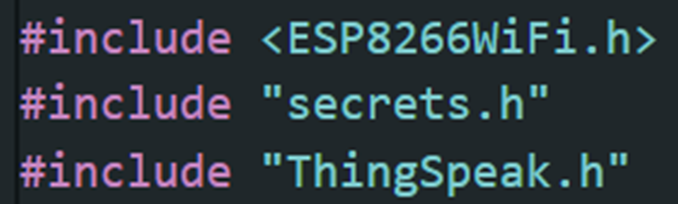 #include <ESP8266WiFi.h>
#include "secrets.h"
#include "ThingSpeak.h"